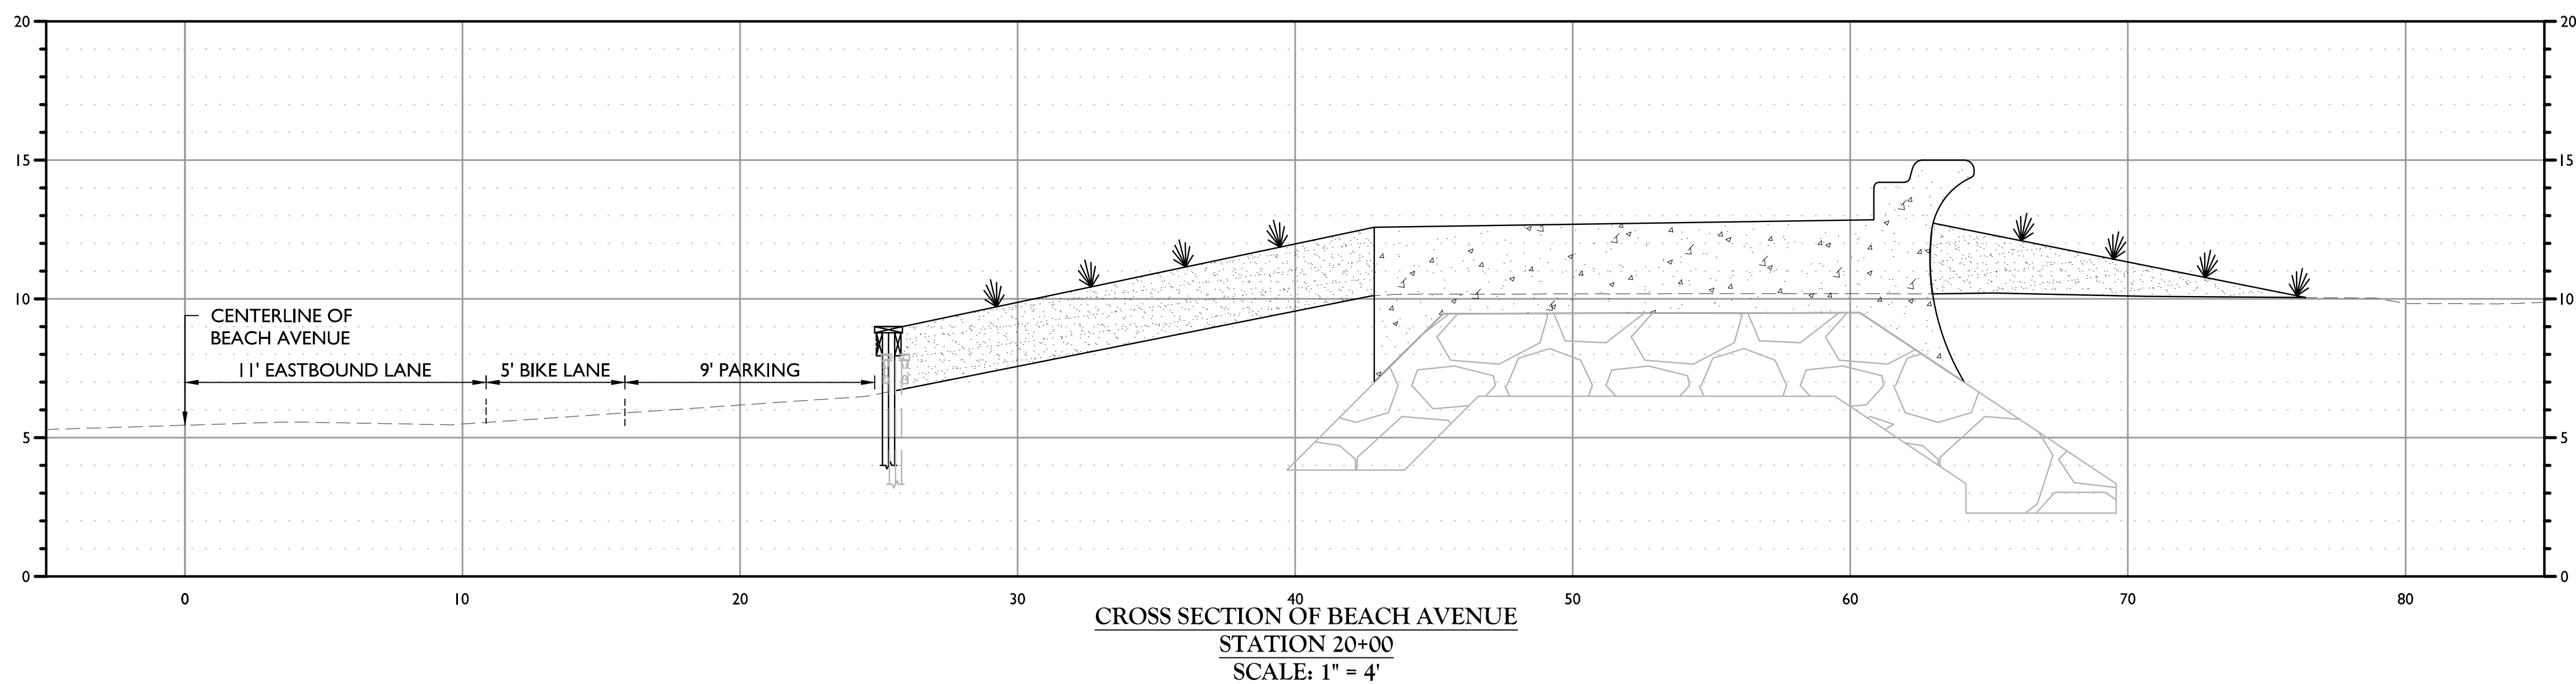 20
20
15
15
10
10
CENTERLINE OF
BEACH AVENUE
11' EASTBOUND LANE
5' BIKE LANE
9' PARKING
5
5
0
0
0
10
20
30
40
50
60
70
80
CROSS SECTION OF BEACH AVENUE
STATION 20+00
SCALE: 1" = 4'